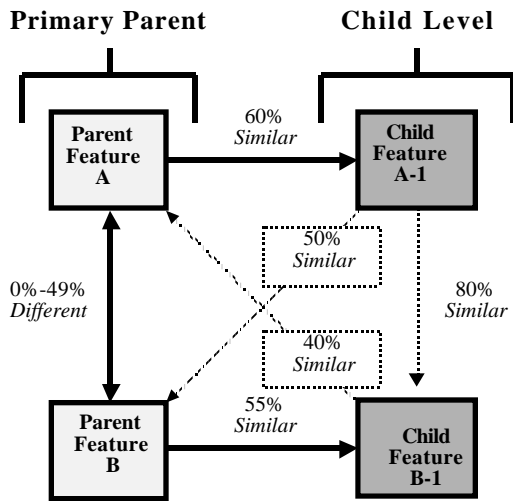 Primary Parent
Child Level
Parent
Feature
A
60%
Similar
Child
Feature
A-1
50%
Similar
0%-49%
Different
80%
Similar
40%
Similar
Parent
Feature
B
55%
Similar
Child
Feature
B-1